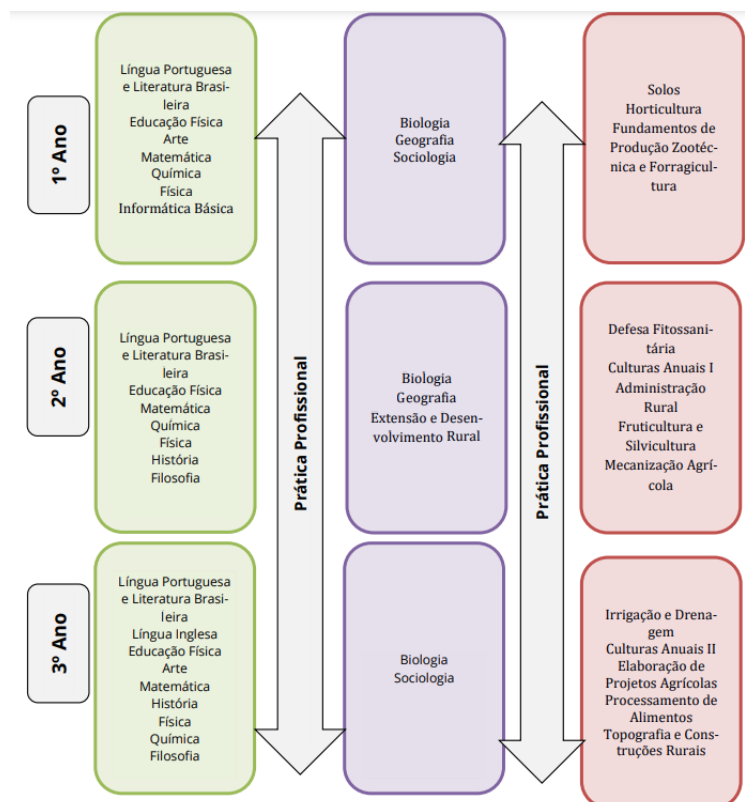 1º Ano
Língua Portuguesa
e Literatura Brasi-
leira
Educação Física
Arte
Matemática
Química
Física
Informática Básica
Biologia
Geografia
Sociologia
Solos
Horticultura
Fundamentos de
Produção Zootéc-
nica e Forragicul-
tura
2º Ano
Língua Portuguesa
e Literatura Brasi-
leira
Educação Física
Matemática
Química
Física
História
Filosofia
Prática Profissional
Biologia
Geografia
Extensão e Desen-
volvimento Rural
Prática Profissional
Defesa Fitossani-
tária
Culturas Anuais I
Administração
Rural
Fruticultura e
Silvicultura
Mecanização Agrí-
cola
3º Ano
Língua Portuguesa
e Literatura Brasi-
leira
Língua Inglesa
Educação Física
Arte
Matemática
História
Física
Química
Filosofia
Biologia
Sociologia
Irrigação e Drena-
gem
Culturas Anuais II
Elaboração de
Projetos Agrícolas
Processamento de
Alimentos
Topografia e Cons-
truções Rurais